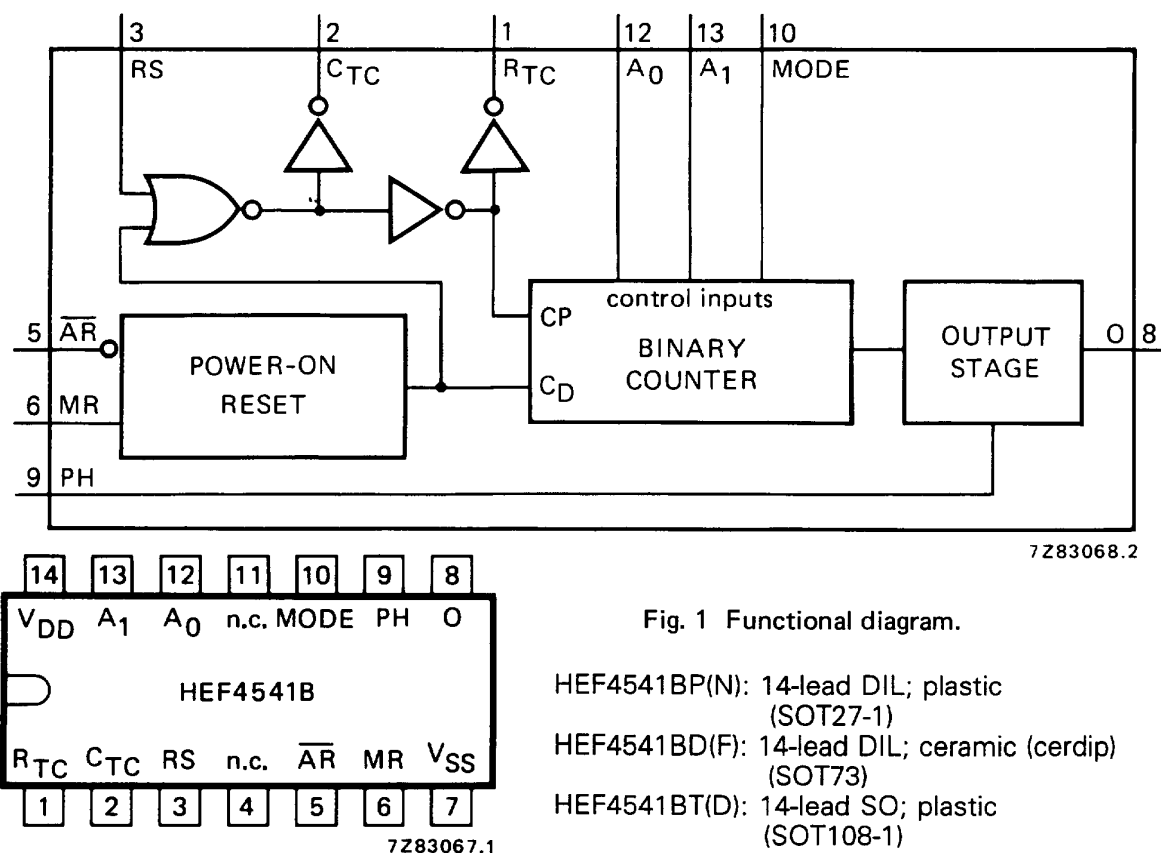 3 2 1 12 13 10
RS CTC RTC A0 A1 MODE
control inputs
CP
5 A̅R̅ POWER-ON BINARY OUTPUT O 8
RESET COUNTER STAGE
CD
6 MR
9 PH
7Z83068.2
14 13 12 11 10 9 8
VDD A1 A0 n.c. MODE PH O
HEF4541B
RTC CTC RS n.c. A̅R̅ MR VSS
1 2 3 4 5 6 7
7Z83067.1
Fig. 1 Functional diagram.
HEF4541BP(N): 14-lead DIL; plastic
(SOT27-1)
HEF4541BD(F): 14-lead DIL; ceramic (cerdip)
(SOT73)
HEF4541BT(D): 14-lead SO; plastic
(SOT108-1)